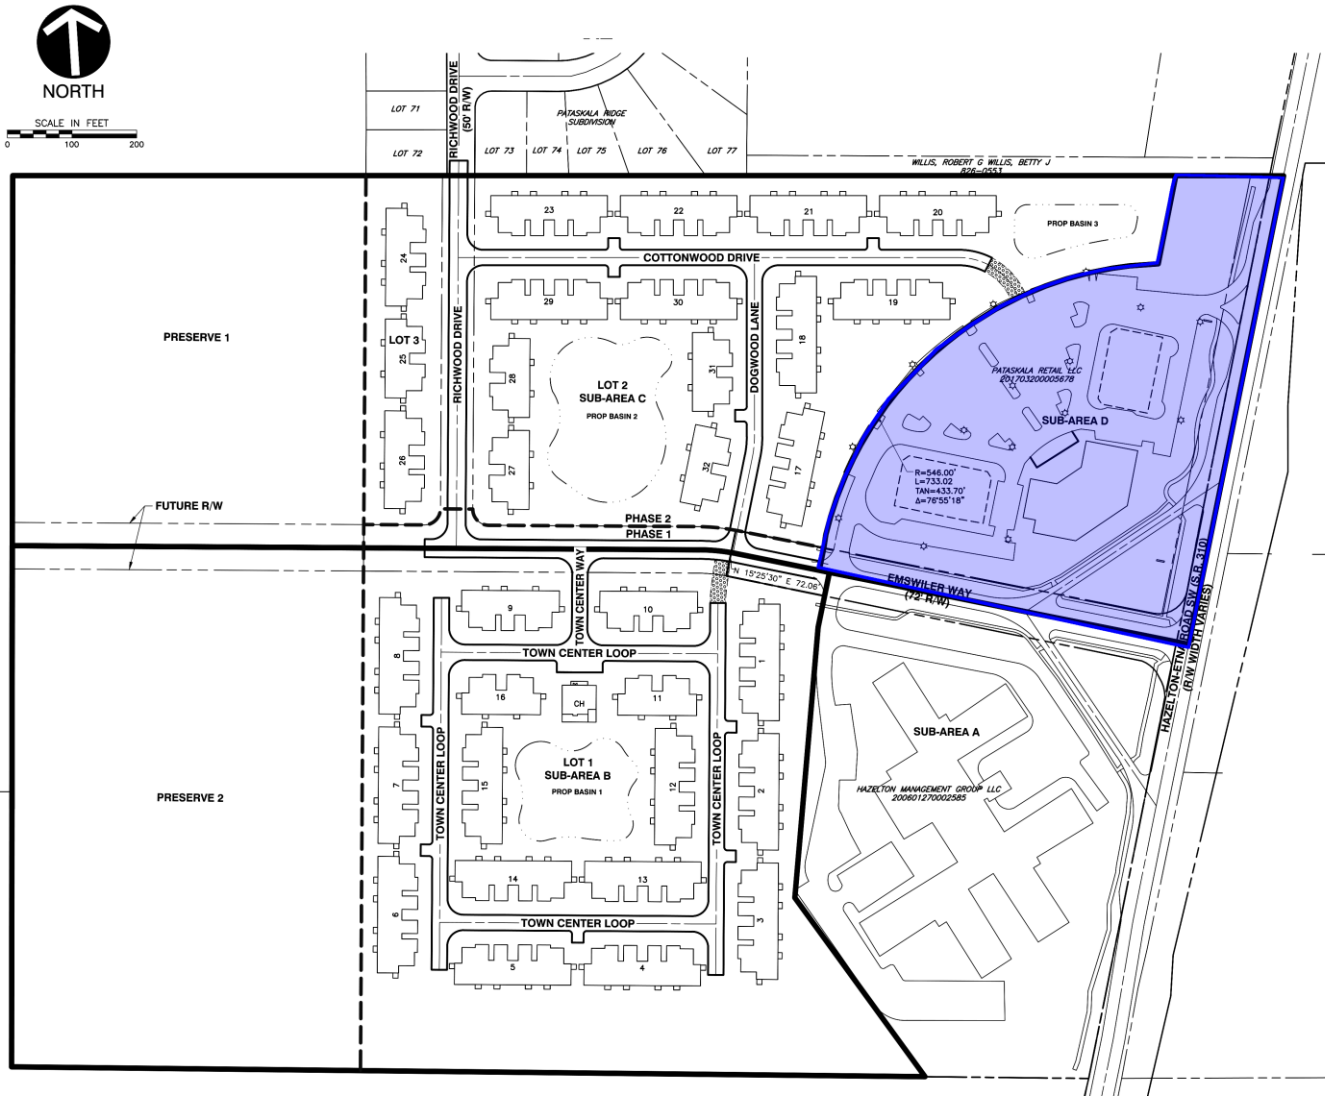 NORTH
SCALE IN FEET
0 100 200
LOT 71
LOT 72
RICHWOOD DRIVE
(50' R/W)
PATASKALA RIDGE
SUBDIVISION
LOT 73
LOT 74
LOT 75
LOT 76
LOT 77
WILLIS, ROBERT G WILLIS, BETTY J
826-0553
23
22
21
20
PROP BASIN 3
24
COTTONWOOD DRIVE
29
30
18
19
PRESERVE 1
LOT 3
25
RICHWOOD DRIVE
28
LOT 2
SUB-AREA C
PROP BASIN 2
31
DOGWOOD LANE
PATASKALA RETAIL LLC
201703200005678
SUB-AREA D
26
27
32
17
R=546.00'
L=733.02
TAN=433.70'
Δ=76°55'18"
FUTURE R/W
PHASE 2
PHASE 1
N 15°25'30" E 72.06'
EMSWILER WAY
(72' R/W)
HAZELTON-ETNA ROAD SW (S.R. 310)
(R/W WIDTH VARIES)
TOWN CENTER WAY
9
10
8
TOWN CENTER LOOP
1
16
CH
11
SUB-AREA A
TOWN CENTER LOOP
TOWN CENTER LOOP
7
15
LOT 1
SUB-AREA B
PROP BASIN 1
12
2
HAZELTON MANAGEMENT GROUP LLC
200601270002585
PRESERVE 2
14
13
6
TOWN CENTER LOOP
3
5
4